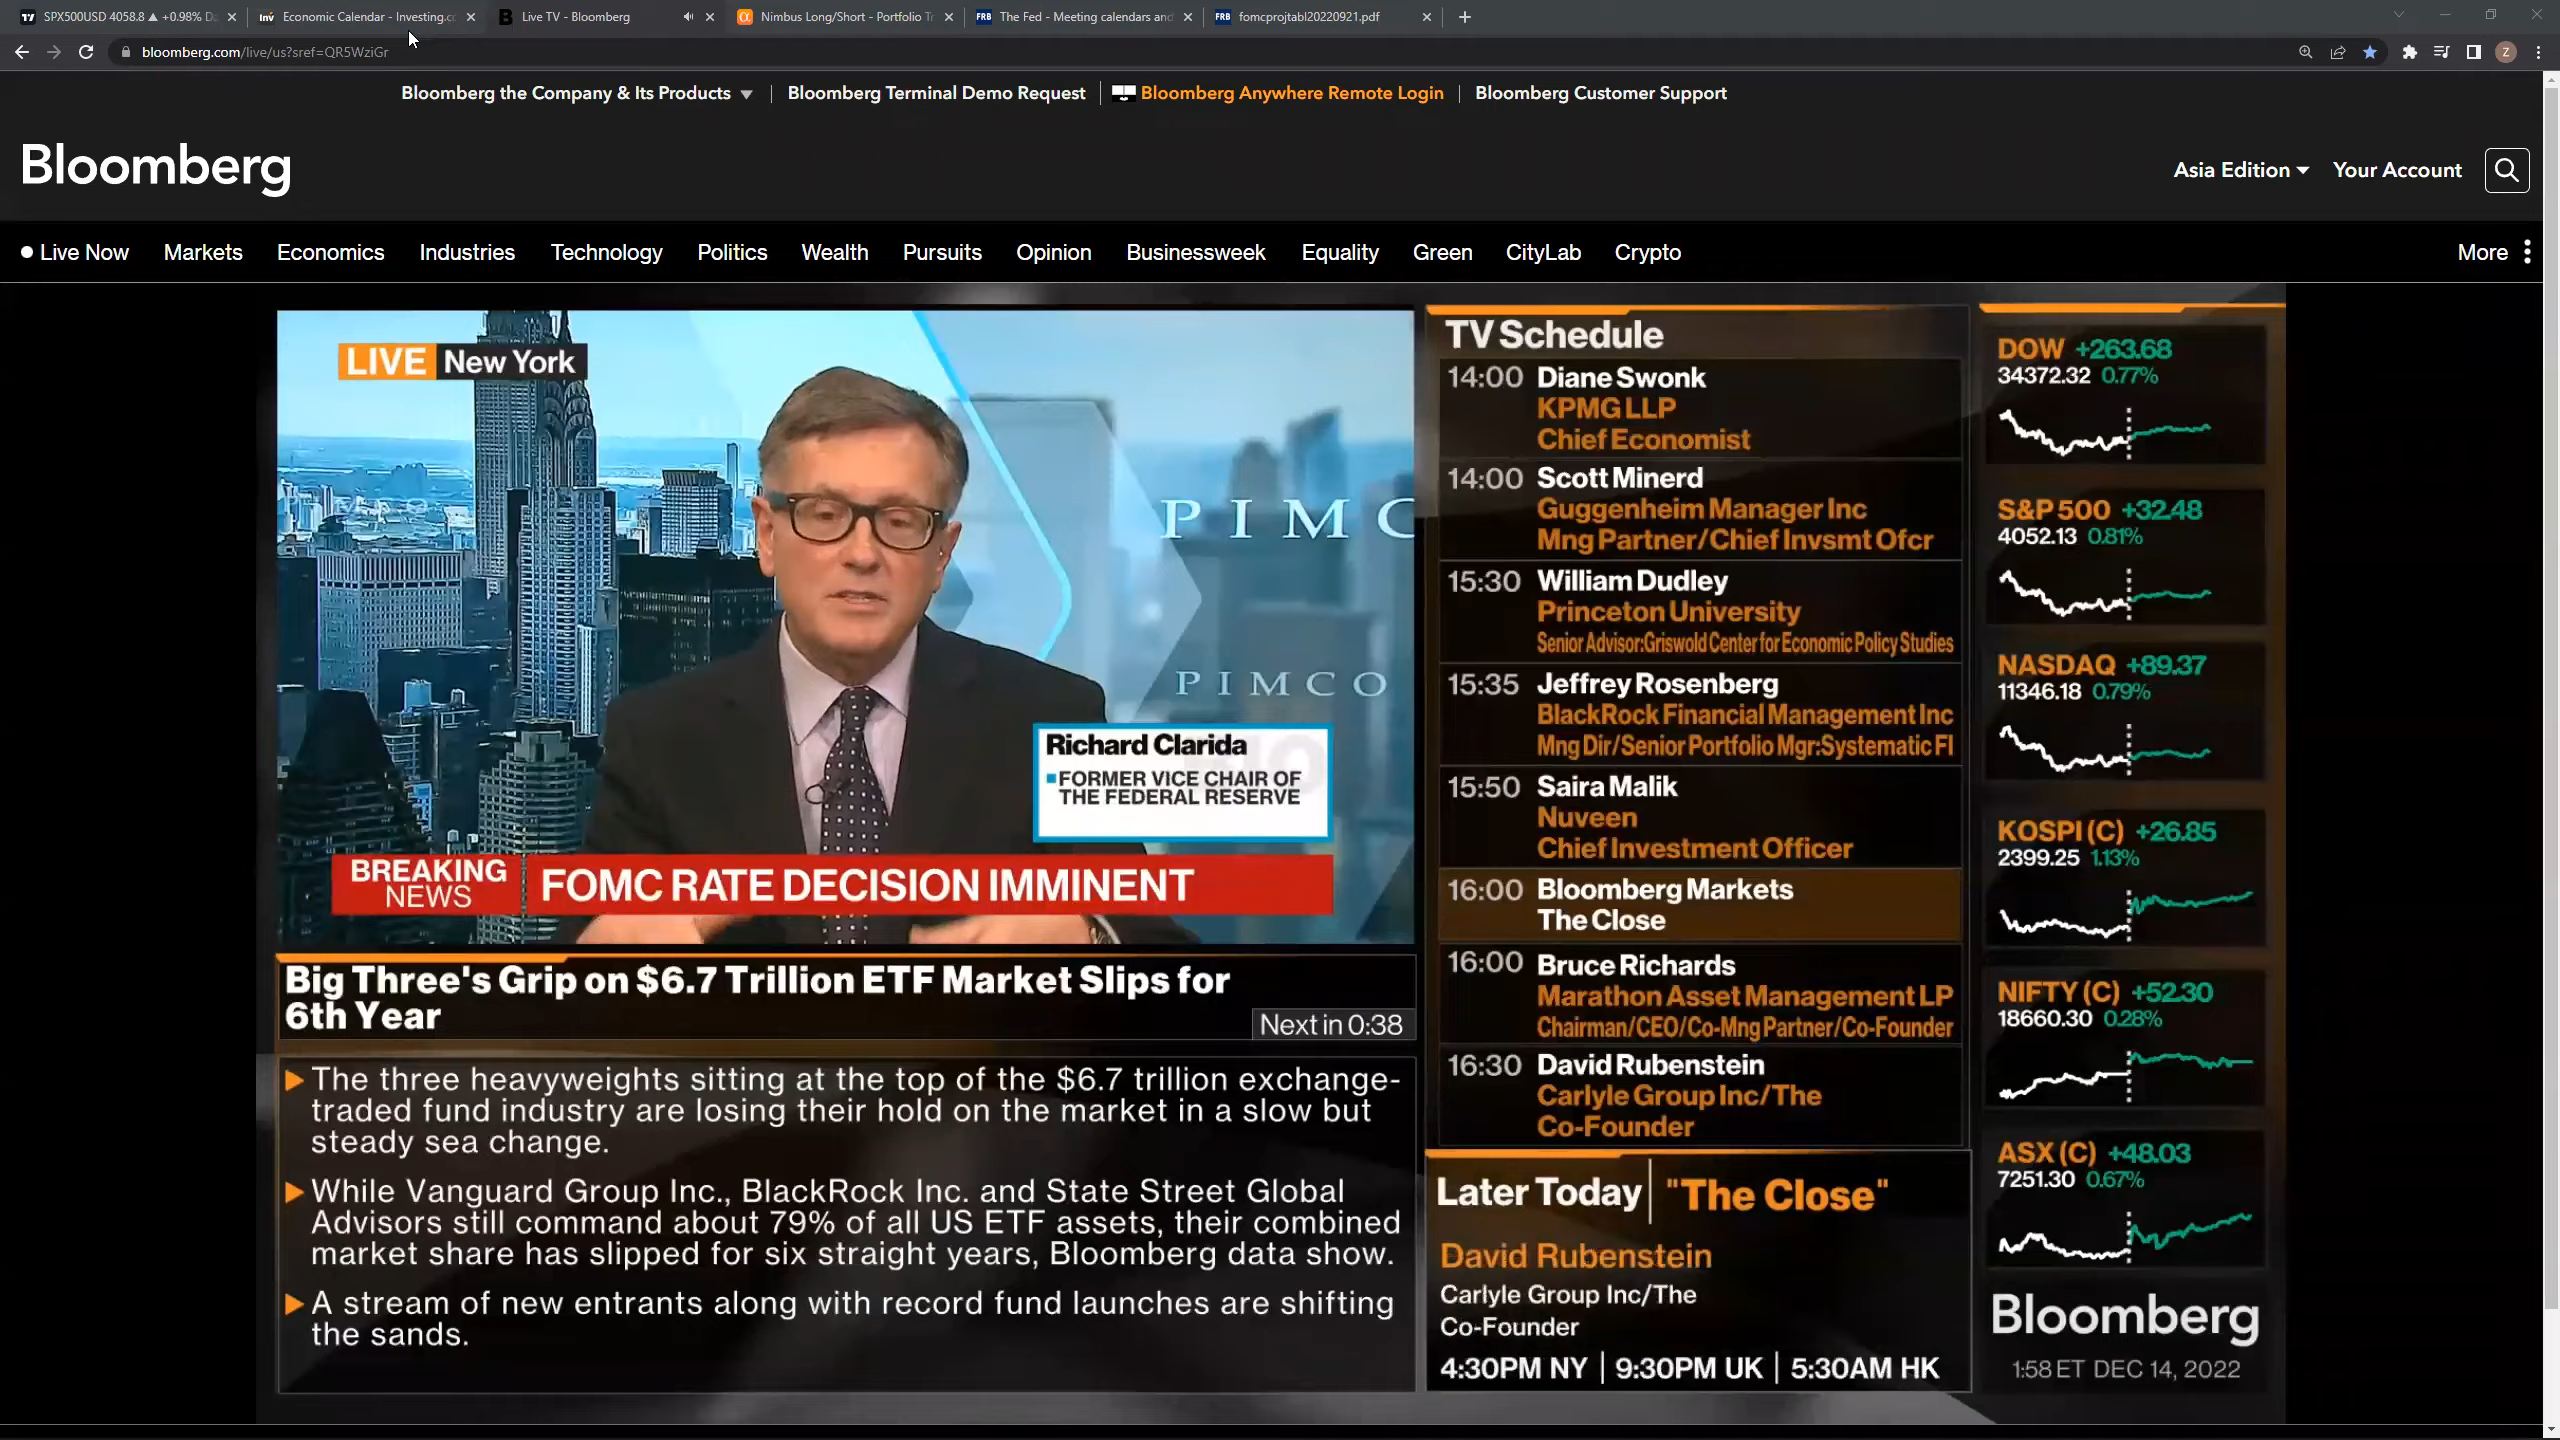 SPX500USD 4058.8 ▲ +0.98% D
Economic Calendar - Investing.c
Live TV - Bloomberg
Nimbus Long/Short - Portfolio Tr
The Fed - Meeting calendars and
fomcprojtabl20220921.pdf
bloomberg.com/live/us?sref=QR5WziGr
Z
Bloomberg the Company & Its Products ▼ | Bloomberg Terminal Demo Request | Bloomberg Anywhere Remote Login | Bloomberg Customer Support
Bloomberg
Asia Edition ▾ Your Account
Live Now Markets Economics Industries Technology Politics Wealth Pursuits Opinion Businessweek Equality Green CityLab Crypto More
LIVE New York
PIMC
PIMCO
Richard Clarida
FORMER VICE CHAIR OF
THE FEDERAL RESERVE
BREAKING
NEWS
FOMC RATE DECISION IMMINENT
Big Three's Grip on $6.7 Trillion ETF Market Slips for
6th Year
Next in 0:38
The three heavyweights sitting at the top of the $6.7 trillion exchange-
traded fund industry are losing their hold on the market in a slow but
steady sea change.
While Vanguard Group Inc., BlackRock Inc. and State Street Global
Advisors still command about 79% of all US ETF assets, their combined
market share has slipped for six straight years, Bloomberg data show.
A stream of new entrants along with record fund launches are shifting
the sands.
TV Schedule
14:00 Diane Swonk
KPMG LLP
Chief Economist
14:00 Scott Minerd
Guggenheim Manager Inc
Mng Partner/Chief Invsmt Ofcr
15:30 William Dudley
Princeton University
Senior Advisor:Griswold Center for Economic Policy Studies
15:35 Jeffrey Rosenberg
BlackRock Financial Management Inc
Mng Dir/Senior Portfolio Mgr:Systematic FI
15:50 Saira Malik
Nuveen
Chief Investment Officer
16:00 Bloomberg Markets
The Close
16:00 Bruce Richards
Marathon Asset Management LP
Chairman/CEO/Co-Mng Partner/Co-Founder
16:30 David Rubenstein
Carlyle Group Inc/The
Co-Founder
Later Today | "The Close"
David Rubenstein
Carlyle Group Inc/The
Co-Founder
4:30PM NY | 9:30PM UK | 5:30AM HK
DOW +263.68
34372.32 0.77%
S&P 500 +32.48
4052.13 0.81%
NASDAQ +89.37
11346.18 0.79%
KOSPI (C) +26.85
2399.25 1.13%
NIFTY (C) +52.30
18660.30 0.28%
ASX (C) +48.03
7251.30 0.67%
Bloomberg
1:58 ET DEC 14, 2022